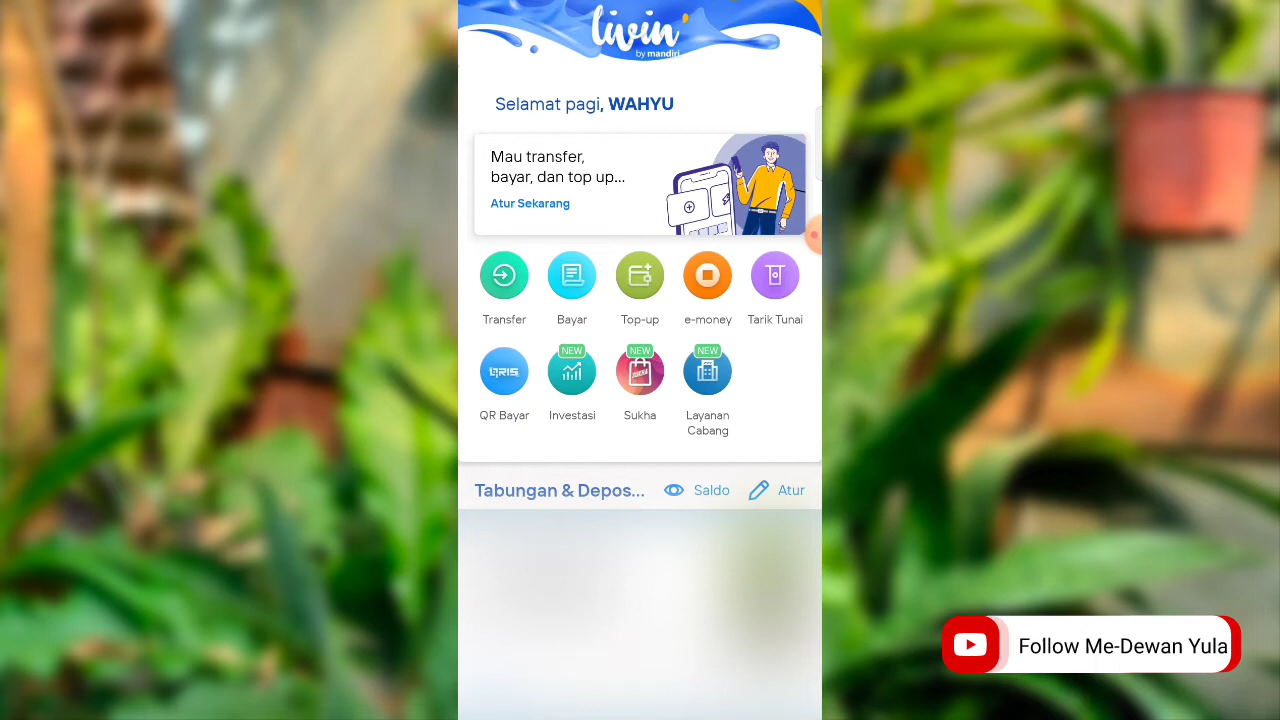 livin'
by mandiri
Selamat pagi, WAHYU
Mau transfer,
bayar, dan top up...
Atur Sekarang
Transfer
Bayar
Top-up
e-money
Tarik Tunai
QRIS
NEW
NEW
SUKHA
NEW
QR Bayar
Investasi
Sukha
Layanan
Cabang
Tabungan & Depos...
Saldo
Atur
Follow Me-Dewan Yula